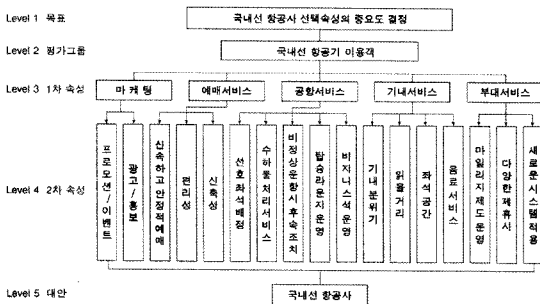 Level 1 목표
국내선 항공사 선택속성의 중요도 결정
Level 2 평가그룹
국내선 항공기 이용객
Level 3 1차 속성
마케팅
예매서비스
공항서비스
기내서비스
부대서비스
Level 4 2차 속성
프로모션/이벤트
광고/홍보
신속하고안정적예매
편리성
신축성
선호좌석배정
수하물처리서비스
비정상운항시후속조치
탑승라운지운영
비지니스석운영
기내분위기
읽을거리
좌석공간
음료서비스
마일리지제도운영
다양한제휴사
새로운시스템적용
Level 5 대안
국내선 항공사